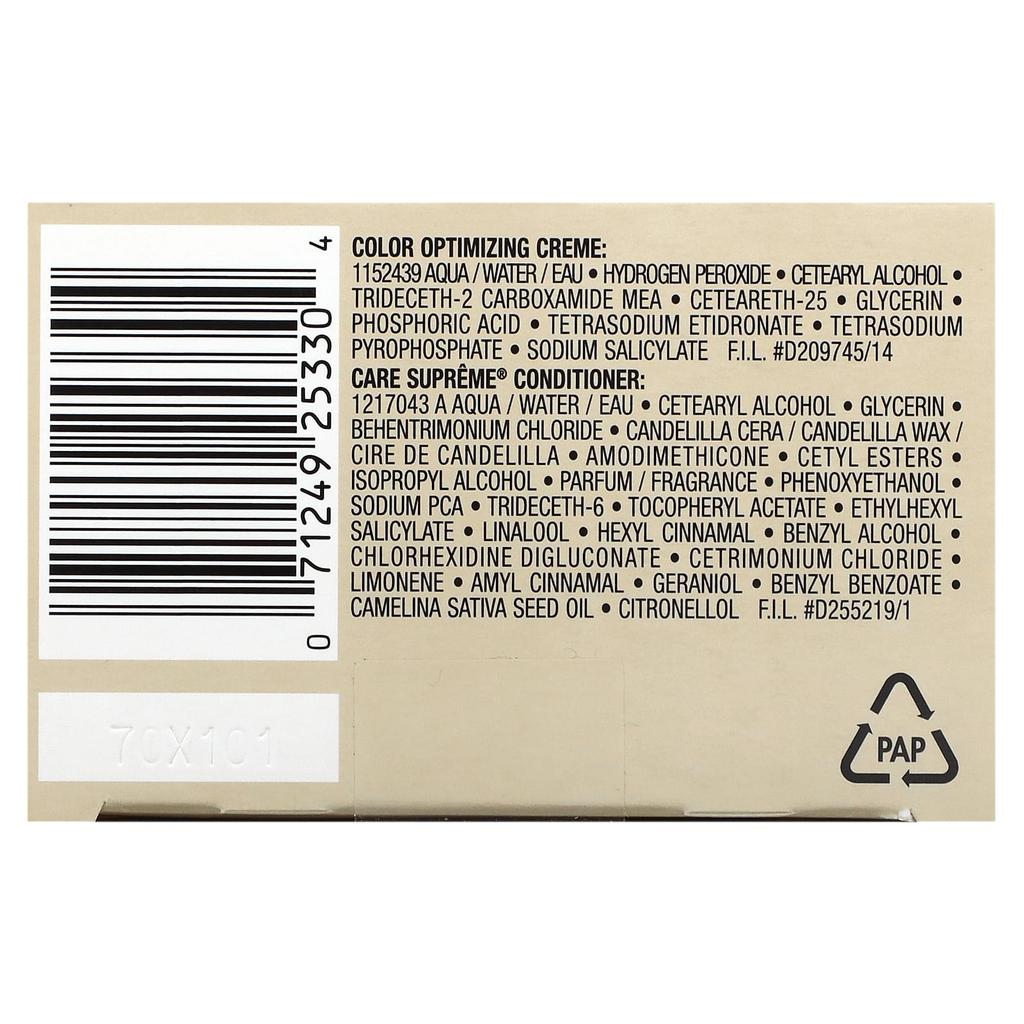 COLOR OPTIMIZING CREME:
1152439 AQUA / WATER / EAU • HYDROGEN PEROXIDE • CETEARYL ALCOHOL •
TRIDECETH-2 CARBOXAMIDE MEA • CETEARETH-25 • GLYCERIN •
PHOSPHORIC ACID • TETRASODIUM ETIDRONATE • TETRASODIUM
PYROPHOSPHATE • SODIUM SALICYLATE F.I.L. #D209745/14
CARE SUPRÊME® CONDITIONER:
1217043 A AQUA / WATER / EAU • CETEARYL ALCOHOL • GLYCERIN •
BEHENTRIMONIUM CHLORIDE • CANDELILLA CERA / CANDELILLA WAX /
CIRE DE CANDELILLA • AMODIMETHICONE • CETYL ESTERS •
ISOPROPYL ALCOHOL • PARFUM / FRAGRANCE • PHENOXYETHANOL •
SODIUM PCA • TRIDECETH-6 • TOCOPHERYL ACETATE • ETHYLHEXYL
SALICYLATE • LINALOOL • HEXYL CINNAMAL • BENZYL ALCOHOL •
CHLORHEXIDINE DIGLUCONATE • CETRIMONIUM CHLORIDE •
LIMONENE • AMYL CINNAMAL • GERANIOL • BENZYL BENZOATE •
CAMELINA SATIVA SEED OIL • CITRONELLOL F.I.L. #D255219/1
0 71249 25330 4
70X101
PAP